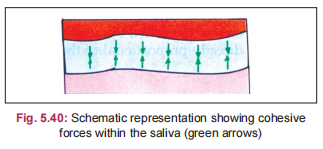 Fig. 5.40: Schematic representation showing cohesive
forces within the saliva (green arrows)